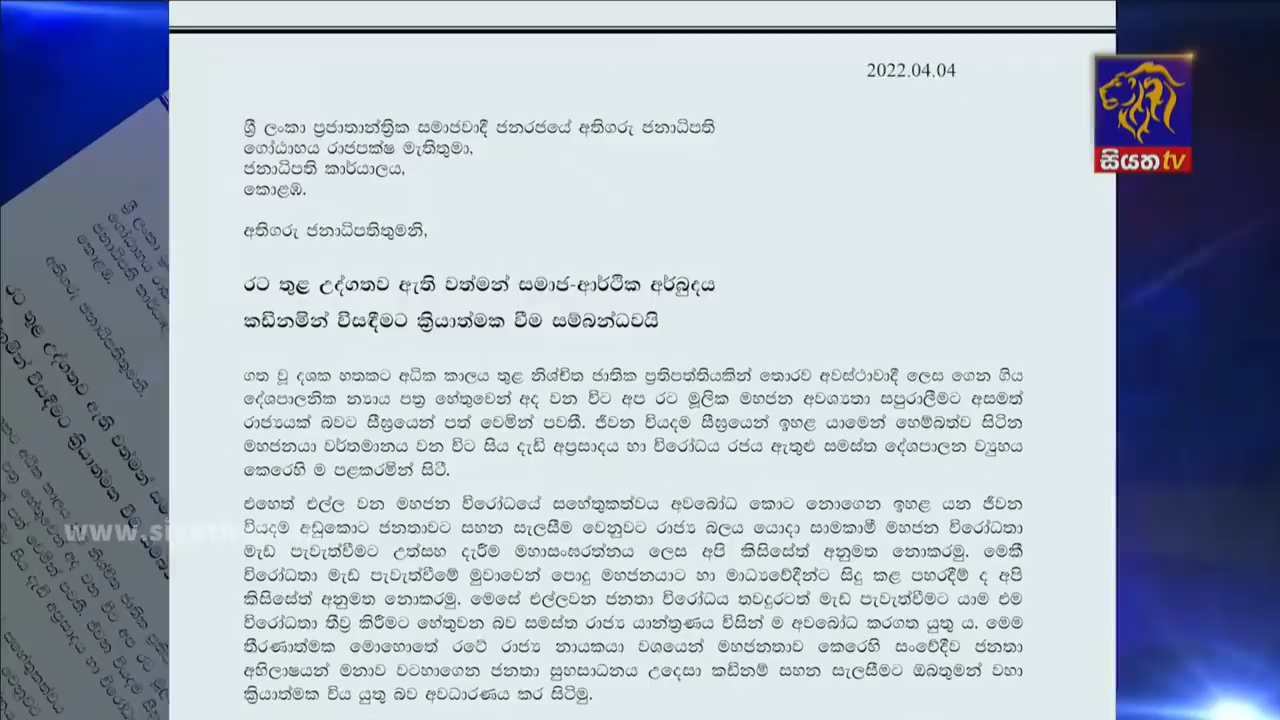 2022.04.04
සියත tv
ශ්‍රී ලංකා ප්‍රජාතාන්ත්‍රික සමාජවාදී ජනරජයේ අතිගරු ජනාධිපති
ගෝඨාභය රාජපක්ෂ මැතිතුමා,
ජනාධිපති කාර්යාලය,
කොළඹ.
අතිගරු ජනාධිපතිතුමනි,
රට තුළ උද්ගතව ඇති වත්මන් සමාජ-ආර්ථික අර්බුදය
කඩිනමින් විසඳීමට ක්‍රියාත්මක වීම සම්බන්ධවයි
ගත වූ දශක හතකට අධික කාලය තුළ නිශ්චිත ජාතික ප්‍රතිපත්තියකින් තොරව අවස්ථාවාදී ලෙස ගෙන ගිය
දේශපාලනික න්‍යාය පත්‍ර හේතුවෙන් අද වන විට අප රට මූලික මහජන අවශ්‍යතා සපුරාලීමට අසමත්
රාජ්‍යයක් බවට සීඝ්‍රයෙන් පත් වෙමින් පවතී. ජීවන වියදම සීඝ්‍රයෙන් ඉහළ යාමෙන් හෙම්බත්ව සිටින
මහජනයා වර්තමානය වන විට සිය දැඩි අප්‍රසාදය හා විරෝධය රජය ඇතුළු සමස්ත දේශපාලන ව්‍යුහය
කෙරෙහි ම පළකරමින් සිටී.
එහෙත් එල්ල වන මහජන විරෝධයේ සහේතුකත්වය අවබෝධ කොට නොගෙන ඉහළ යන ජීවන
වියදම අඩුකොට ජනතාවට සහන සැලසීම වෙනුවට රාජ්‍ය බලය යොදා සාමකාමී මහජන විරෝධතා
මැඩ පැවැත්වීමට උත්සහ දැරීම මහාසංඝරත්නය ලෙස අපි කිසිසේත් අනුමත නොකරමු. මෙකී
විරෝධතා මැඩ පැවැත්වීමේ මුවාවෙන් පොදු මහජනයාට හා මාධ්‍යවේදීන්ට සිදු කළ පහරදීම් ද අපි
කිසිසේත් අනුමත නොකරමු. මෙසේ එල්ලවන ජනතා විරෝධය තවදුරටත් මැඩ පැවැත්වීමට යාම එම
විරෝධතා තීව්‍ර කිරීමට හේතුවන බව සමස්ත රාජ්‍ය යාන්ත්‍රණය විසින් ම අවබෝධ කරගත යුතු ය. මෙම
තීරණාත්මක මොහොතේ රටේ රාජ්‍ය නායකයා වශයෙන් මහජනතාව කෙරෙහි සංවේදීව ජනතා
අභිලාෂයන් මනාව වටහාගෙන ජනතා සුභසාධනය උදෙසා කඩිනම් සහන සැලසීමට ඔබතුමන් වහා
ක්‍රියාත්මක විය යුතු බව අවධාරණය කර සිටිමු.